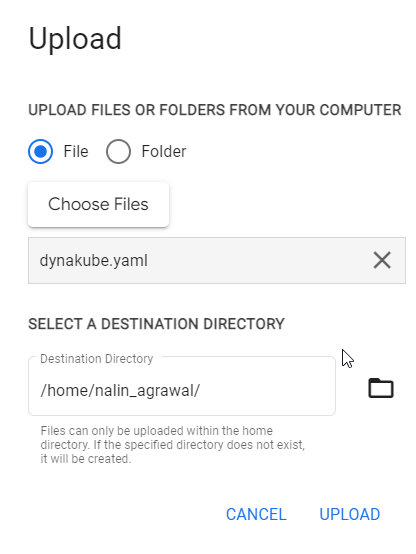 Upload
UPLOAD FILES OR FOLDERS FROM YOUR COMPUTER
File Folder
Choose Files
dynakube.yaml
SELECT A DESTINATION DIRECTORY
Destination Directory
/home/nalin_agrawal/
Files can only be uploaded within the home
directory. If the specified directory does not exist,
it will be created.
CANCEL UPLOAD